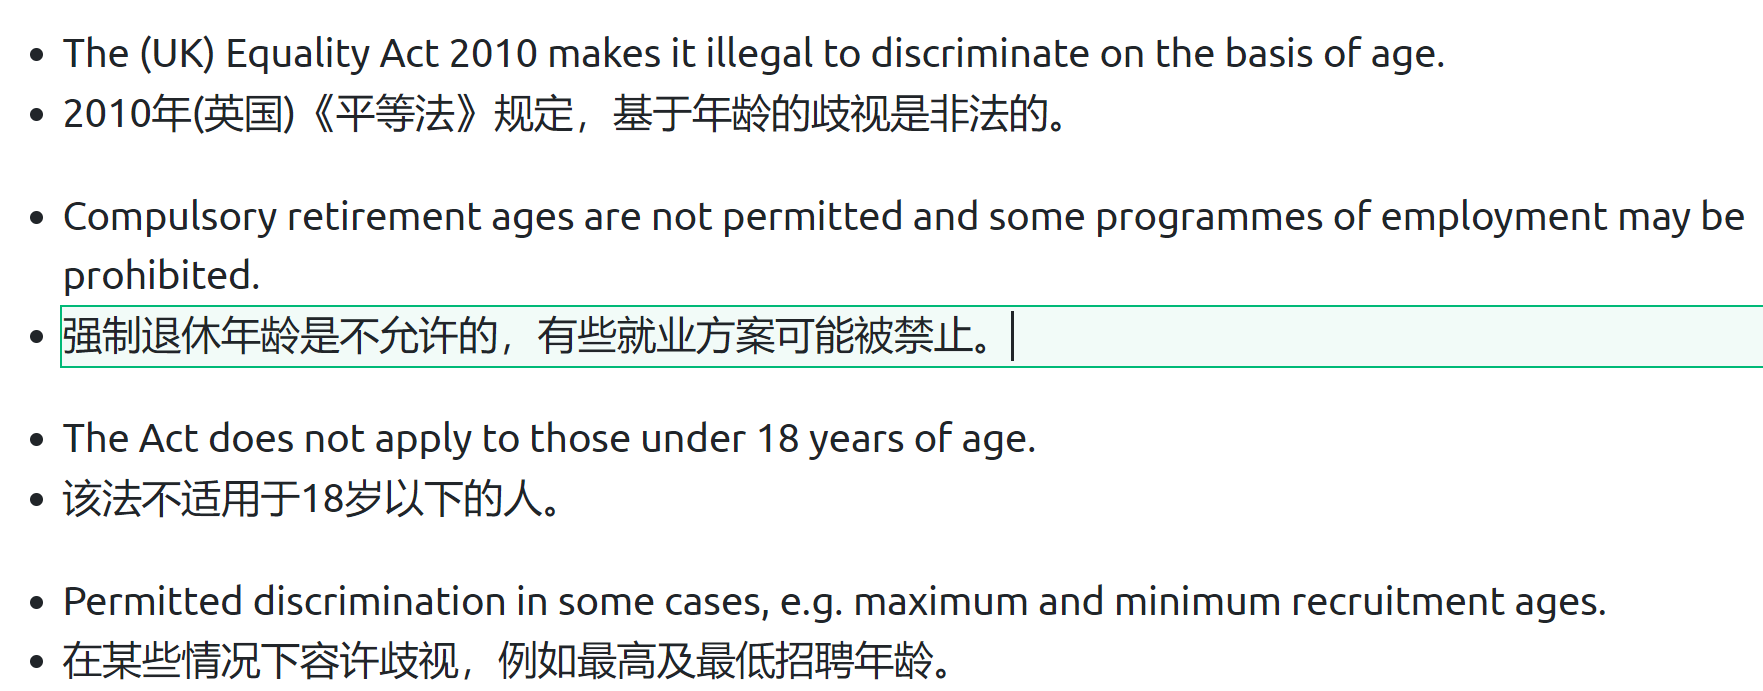 • The (UK) Equality Act 2010 makes it illegal to discriminate on the basis of age.
• 2010年(英国)《平等法》规定，基于年龄的歧视是非法的。
• Compulsory retirement ages are not permitted and some programmes of employment may be
prohibited.
• 强制退休年龄是不允许的，有些就业方案可能被禁止。
• The Act does not apply to those under 18 years of age.
• 该法不适用于18岁以下的人。
• Permitted discrimination in some cases, e.g. maximum and minimum recruitment ages.
• 在某些情况下容许歧视，例如最高及最低招聘年龄。